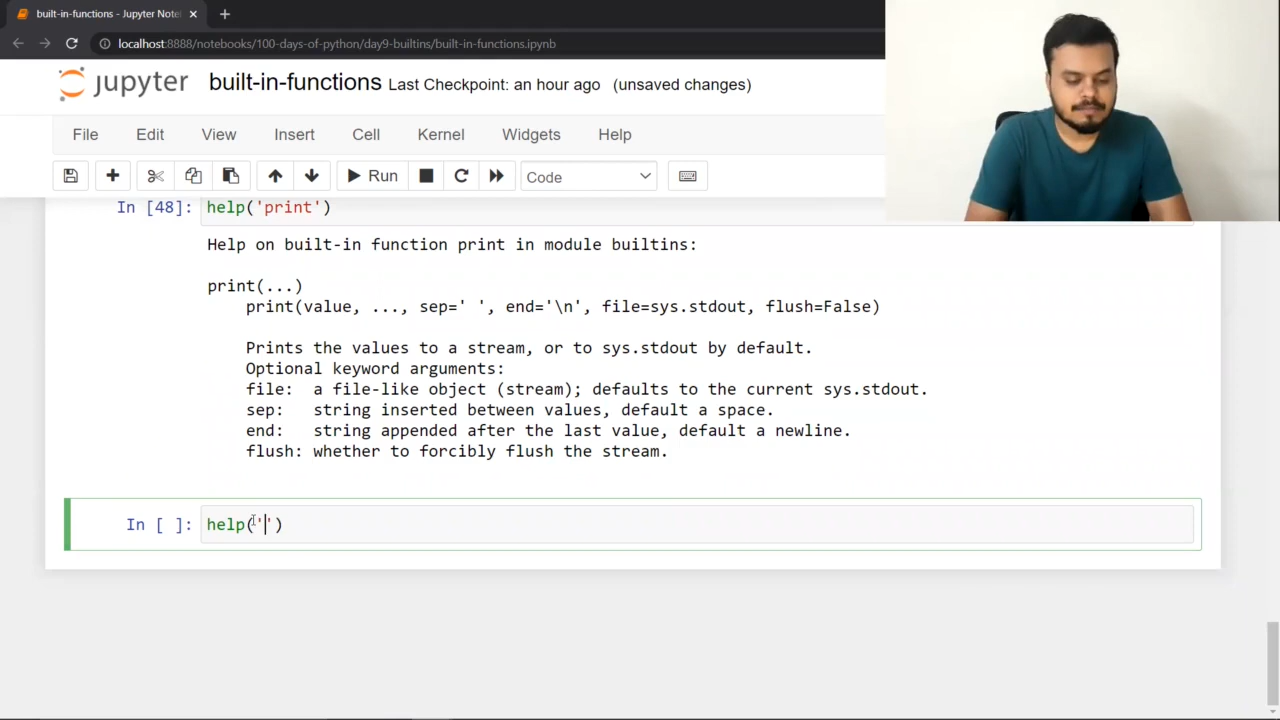 built-in-functions - Jupyter Note
localhost:8888/notebooks/100-days-of-python/day9-builtins/built-in-functions.ipynb
jupyter built-in-functions Last Checkpoint: an hour ago (unsaved changes)
File Edit View Insert Cell Kernel Widgets Help
Run Code
In [48]: help('print')
Help on built-in function print in module builtins:
print(...)
print(value, ..., sep=' ', end='\n', file=sys.stdout, flush=False)
Prints the values to a stream, or to sys.stdout by default.
Optional keyword arguments:
file: a file-like object (stream); defaults to the current sys.stdout.
sep: string inserted between values, default a space.
end: string appended after the last value, default a newline.
flush: whether to forcibly flush the stream.
In [ ]: help('')